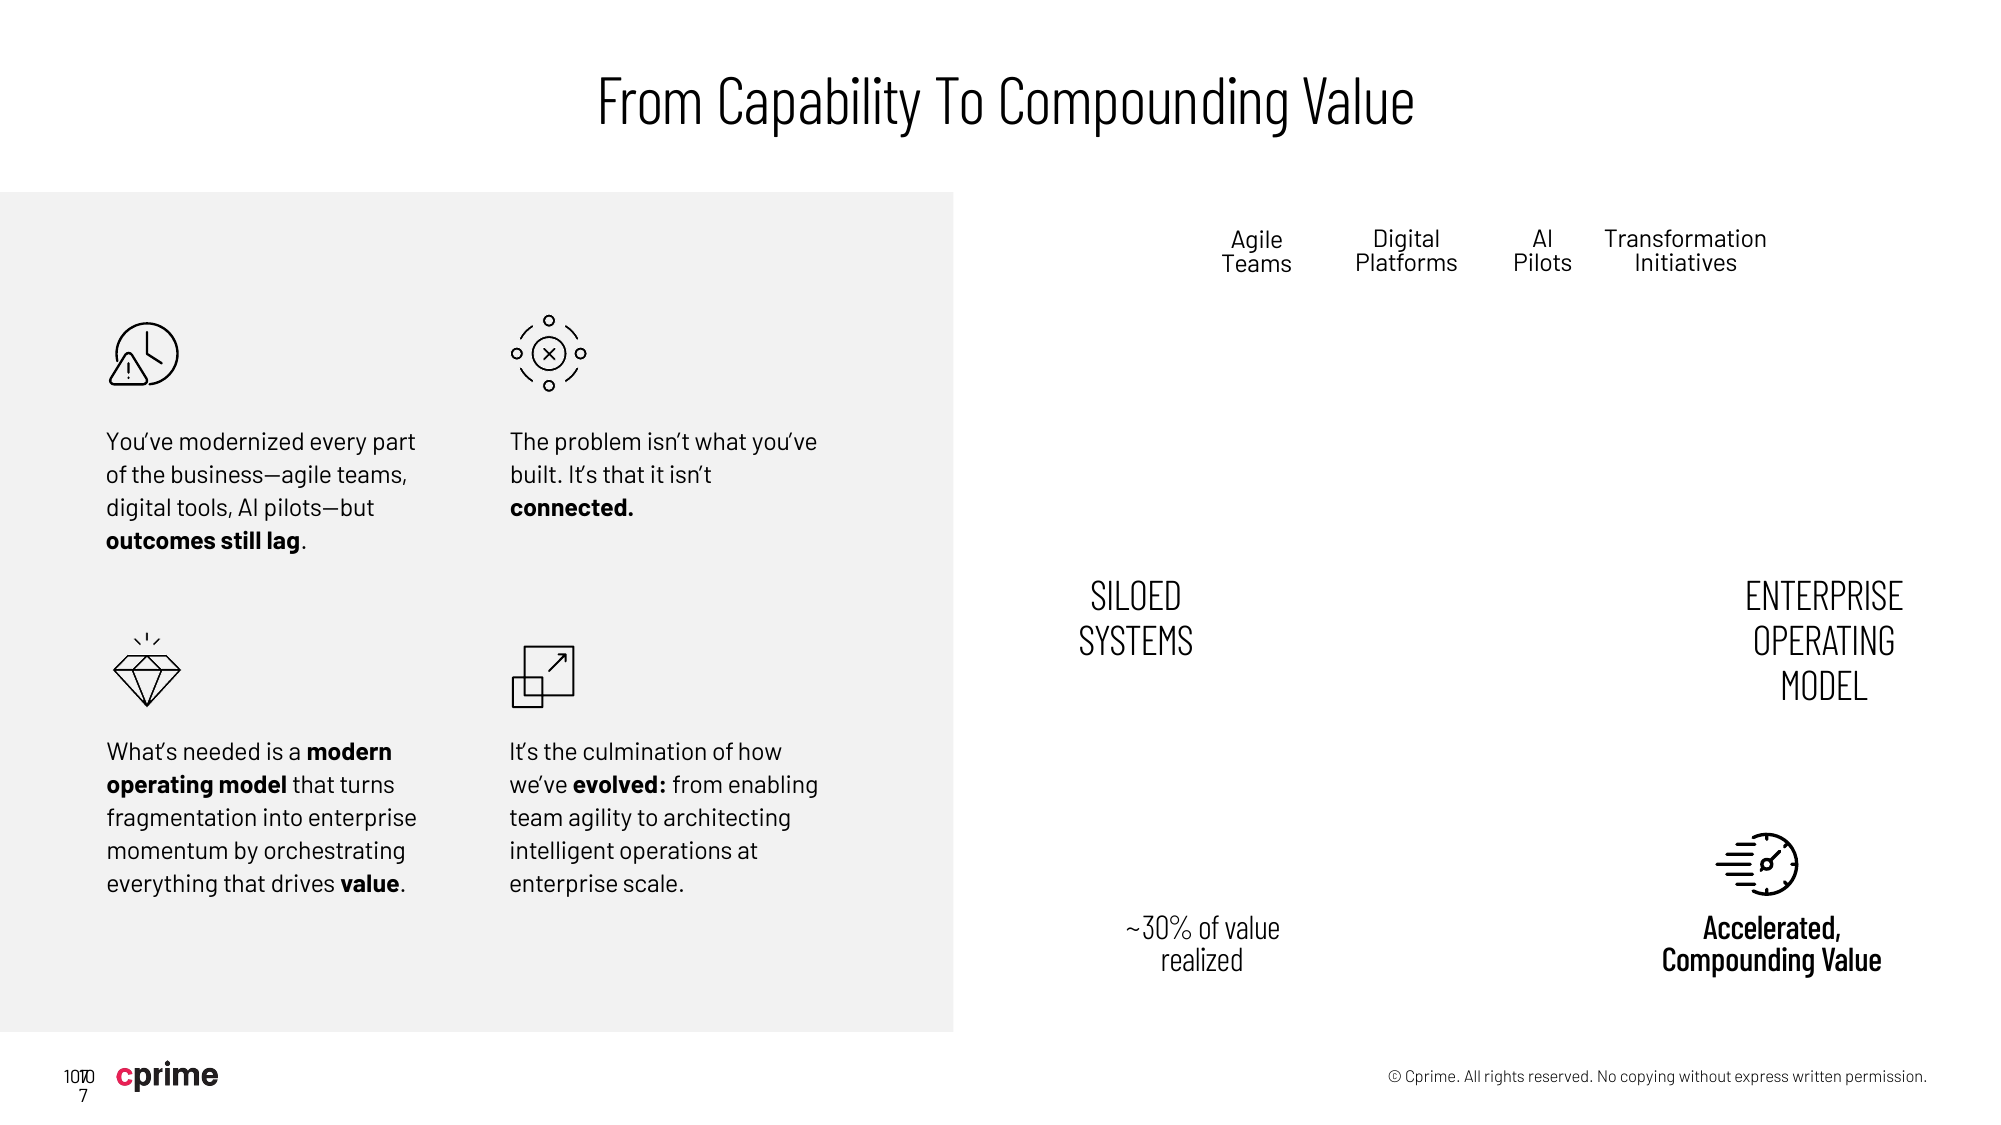 From Capability To Compounding Value
You’ve modernized every part
of the business—agile teams,
digital tools, AI pilots—but
outcomes still lag.
The problem isn’t what you’ve
built. It’s that it isn’t
connected.
What’s needed is a modern
operating model that turns
fragmentation into enterprise
momentum by orchestrating
everything that drives value.
It’s the culmination of how
we’ve evolved: from enabling
team agility to architecting
intelligent operations at
enterprise scale.
Agile
Teams
Digital
Platforms
AI
Pilots
Transformation
Initiatives
SILOED
SYSTEMS
ENTERPRISE
OPERATING
MODEL
~30% of value
realized
Accelerated,
Compounding Value
cprime
© Cprime. All rights reserved. No copying without express written permission.